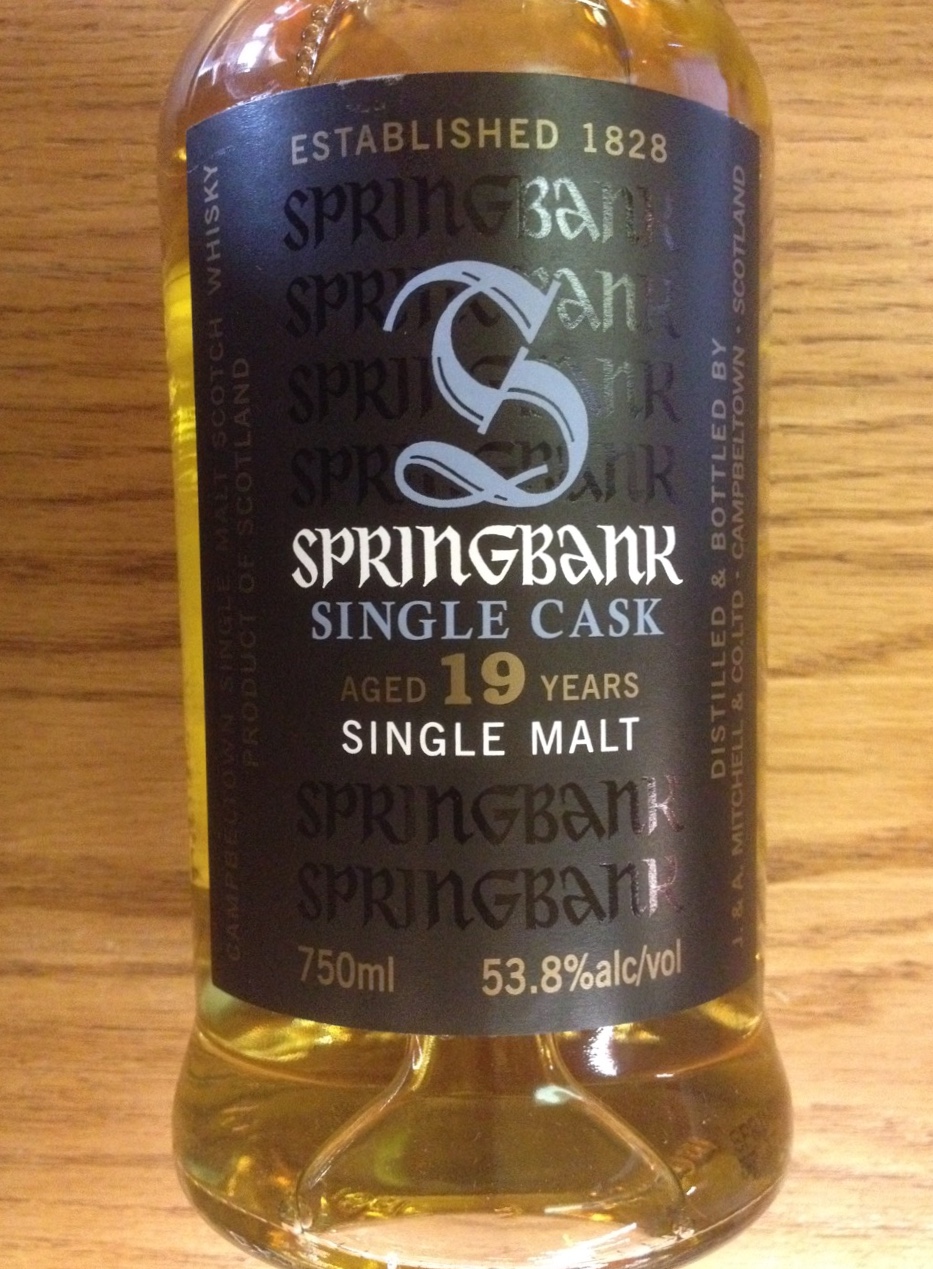 ESTABLISHED 1828
SPRINGBANK
SPRINGBANK
SPRINGBANK
SPRINGBANK
S
SPRINGBANK
SINGLE CASK
AGED 19 YEARS
SINGLE MALT
SPRINGBANK
SPRINGBANK
750ml 53.8%alc/vol
CAMPBELTOWN SINGLE MALT SCOTCH WHISKY
PRODUCT OF SCOTLAND
DISTILLED & BOTTLED BY
J. & A. MITCHELL & CO.LTD · CAMPBELTOWN · SCOTLAND